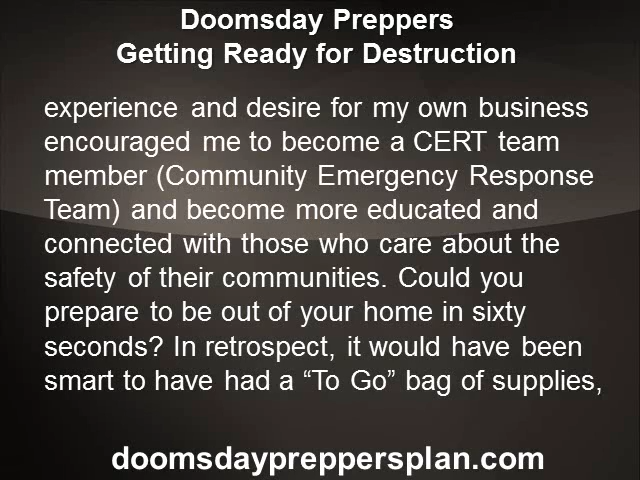 Doomsday Preppers
Getting Ready for Destruction
experience and desire for my own business
encouraged me to become a CERT team
member (Community Emergency Response
Team) and become more educated and
connected with those who care about the
safety of their communities. Could you
prepare to be out of your home in sixty
seconds? In retrospect, it would have been
smart to have had a “To Go” bag of supplies,
doomsdaypreppersplan.com